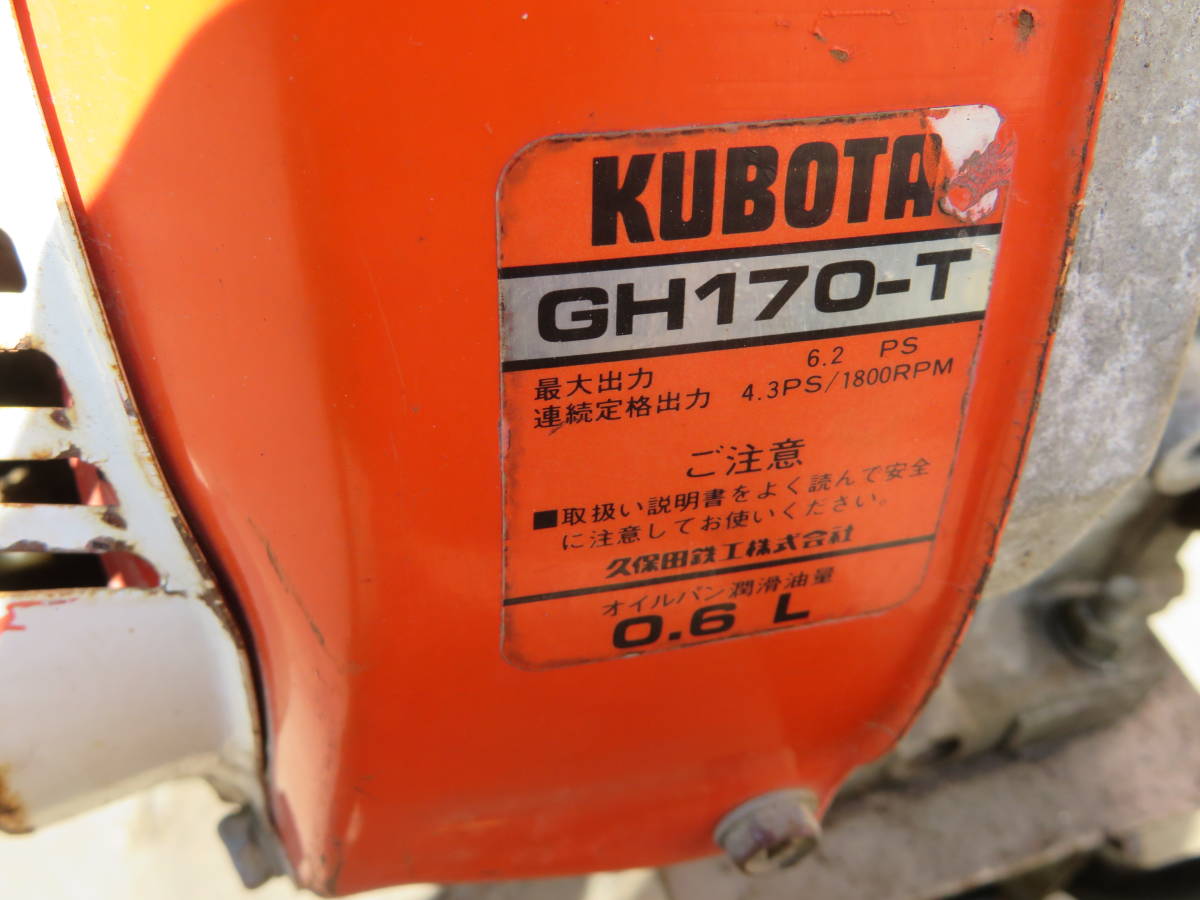 KUBOTA
GH170-T
最大出力 6.2 PS
連続定格出力 4.3PS/1800RPM
ご注意
■取扱い説明書をよく読んで安全
に注意してお使いください。
久保田鉄工株式会社
オイルパン潤滑油量
0.6 L